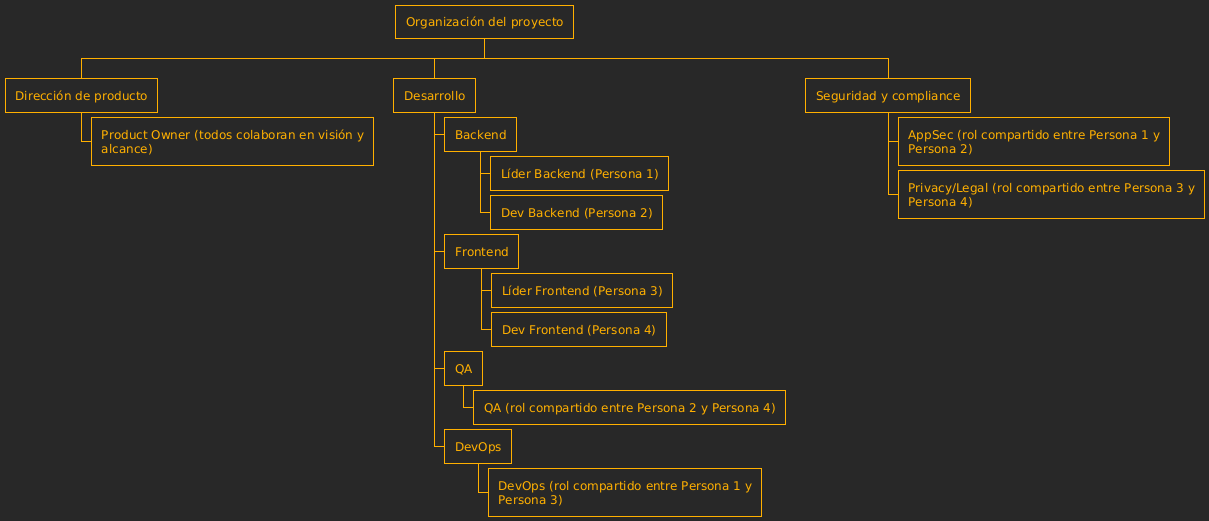 Organización del proyecto
Dirección de producto
Product Owner (todos colaboran en visión y
alcance)
Desarrollo
Backend
Líder Backend (Persona 1)
Dev Backend (Persona 2)
Frontend
Líder Frontend (Persona 3)
Dev Frontend (Persona 4)
QA
QA (rol compartido entre Persona 2 y Persona 4)
DevOps
DevOps (rol compartido entre Persona 1 y
Persona 3)
Seguridad y compliance
AppSec (rol compartido entre Persona 1 y
Persona 2)
Privacy/Legal (rol compartido entre Persona 3 y
Persona 4)